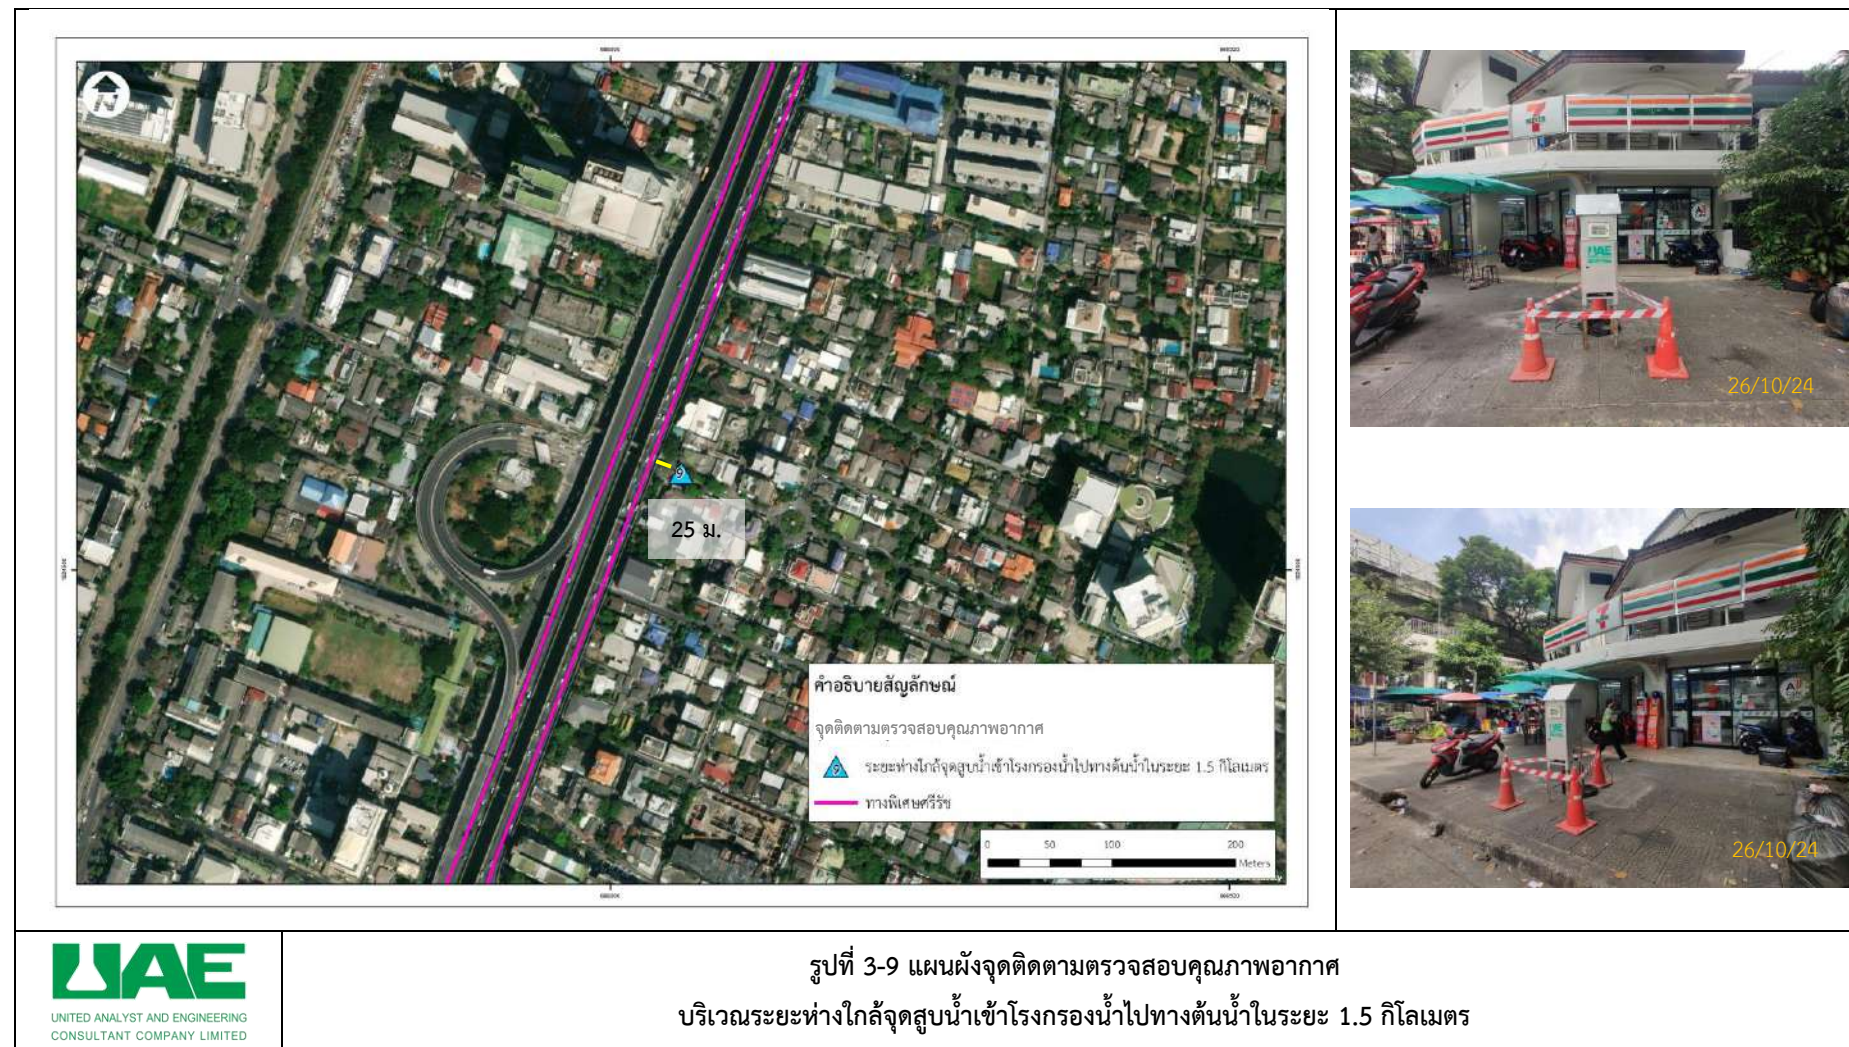 N
25 ม.
9
คำอธิบายสัญลักษณ์
จุดติดตามตรวจสอบคุณภาพอากาศ
9 ระยะห่างใกล้จุดสูบน้ำเข้าโรงกรองน้ำไปทางต้นน้ำในระยะ 1.5 กิโลเมตร
ทางพิเศษศรีรัช
0 50 100 200
Meters
UAE
26/10/24
26/10/24
UAE
UNITED ANALYST AND ENGINEERING
CONSULTANT COMPANY LIMITED
รูปที่ 3-9 แผนผังจุดติดตามตรวจสอบคุณภาพอากาศ
บริเวณระยะห่างใกล้จุดสูบน้ำเข้าโรงกรองน้ำไปทางต้นน้ำในระยะ 1.5 กิโลเมตร